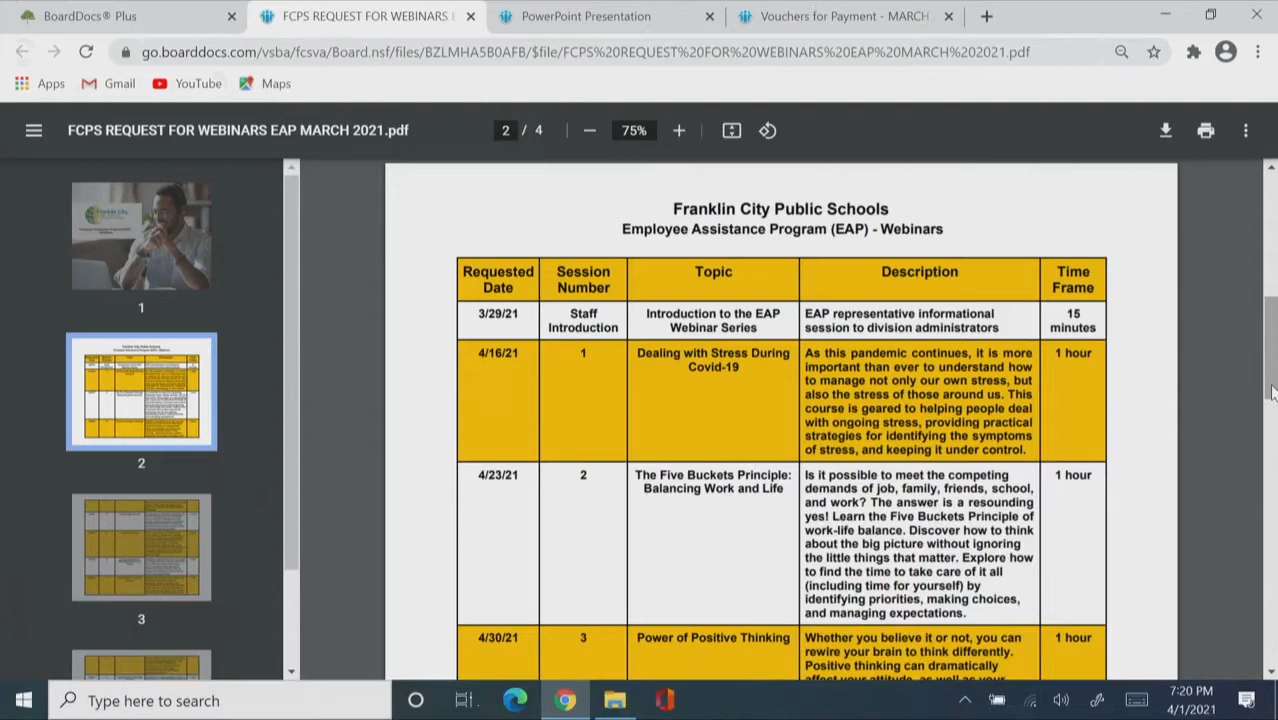 BoardDocs® Plus
FCPS REQUEST FOR WEBINARS E
PowerPoint Presentation
Vouchers for Payment - MARCH
go.boarddocs.com/vsba/fcsva/Board.nsf/files/BZLMHA5B0AFB/$file/FCPS%20REQUEST%20FOR%20WEBINARS%20EAP%20MARCH%202021.pdf
Apps
Gmail
YouTube
Maps
FCPS REQUEST FOR WEBINARS EAP MARCH 2021.pdf
2 / 4
75%
1
2
3
Franklin City Public Schools
Employee Assistance Program (EAP) - Webinars
Requested Date
Session Number
Topic
Description
Time Frame
3/29/21
Staff
Introduction
Introduction to the EAP
Webinar Series
EAP representative informational
session to division administrators
15
minutes
4/16/21
1
Dealing with Stress During
Covid-19
As this pandemic continues, it is more
important than ever to understand how
to manage not only our own stress, but
also the stress of those around us. This
course is geared to helping people deal
with ongoing stress, providing practical
strategies for identifying the symptoms
of stress, and keeping it under control.
1 hour
4/23/21
2
The Five Buckets Principle:
Balancing Work and Life
Is it possible to meet the competing
demands of job, family, friends, school,
and work? The answer is a resounding
yes! Learn the Five Buckets Principle of
work-life balance. Discover how to think
about the big picture without ignoring
the little things that matter. Explore how
to find the time to take care of it all
(including time for yourself) by
identifying priorities, making choices,
and managing expectations.
1 hour
4/30/21
3
Power of Positive Thinking
Whether you believe it or not, you can
rewire your brain to think differently.
Positive thinking can dramatically
affect your attitude, as well as your
1 hour
Type here to search
7:20 PM
4/1/2021